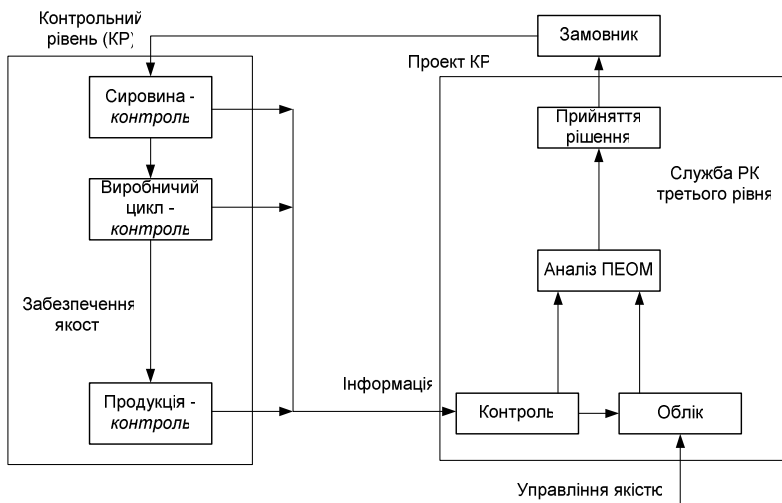 Контрольний
рівень (КР)
Замовник
Проект КР
Сировина -
контроль
Прийняття
рішення
Виробничий
цикл -
контроль
Служба РК
третього рівня
Аналіз ПЕОМ
Забезпечення
якост
Інформація
Продукція -
контроль
Контроль
Облік
Управління якістю